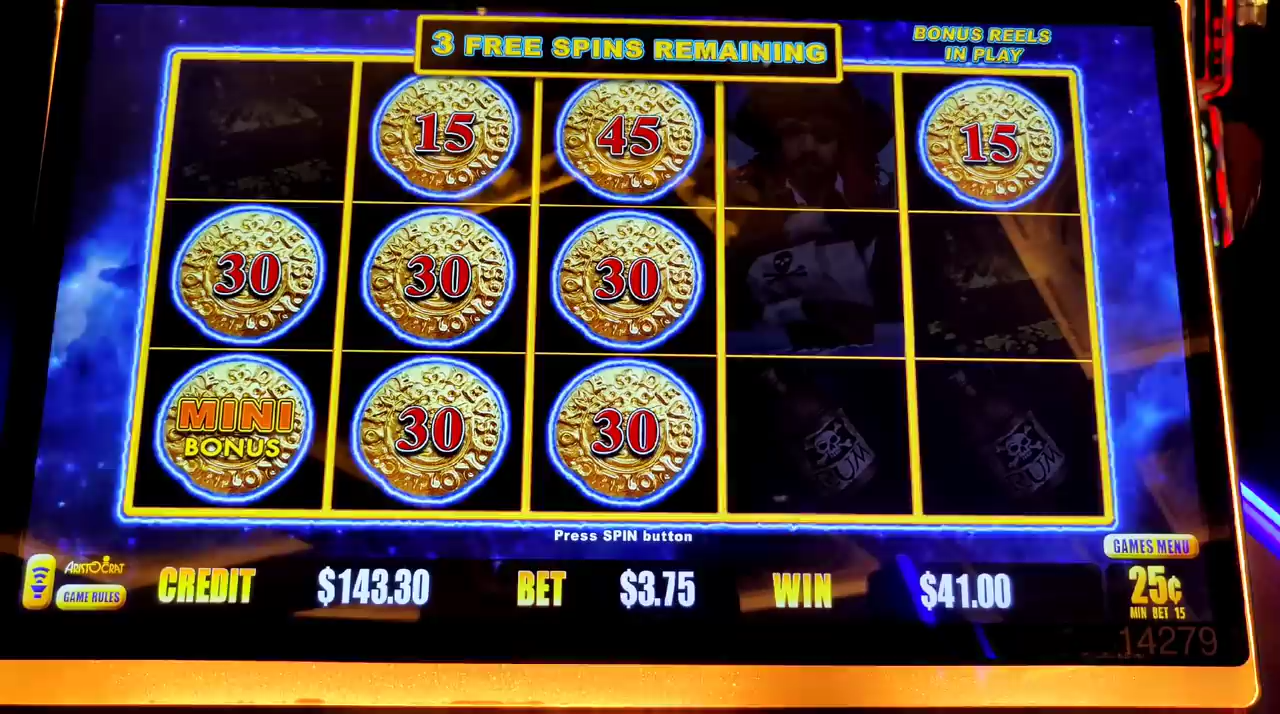 3 FREE SPINS REMAINING
BONUS REELS
IN PLAY
15
45
15
30
30
30
MINI
BONUS
30
30
RUM
RUM
Press SPIN button
GAMES MENU
ARISTOCRAT
GAME RULES
CREDIT $143.30 BET $3.75 WIN $41.00
25¢
MIN BET 15
14279